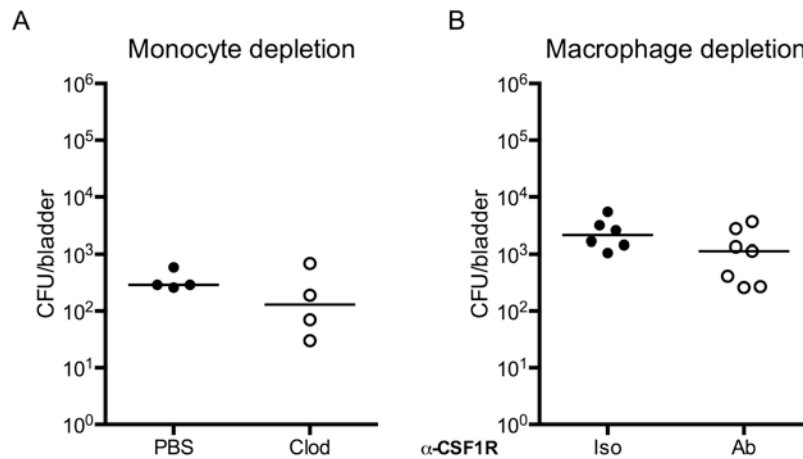 A
Monocyte depletion
CFU/bladder
10^6
10^5
10^4
10^3
10^2
10^1
10^0
PBS Clod
B
Macrophage depletion
CFU/bladder
10^6
10^5
10^4
10^3
10^2
10^1
10^0
α-CSF1R Iso Ab